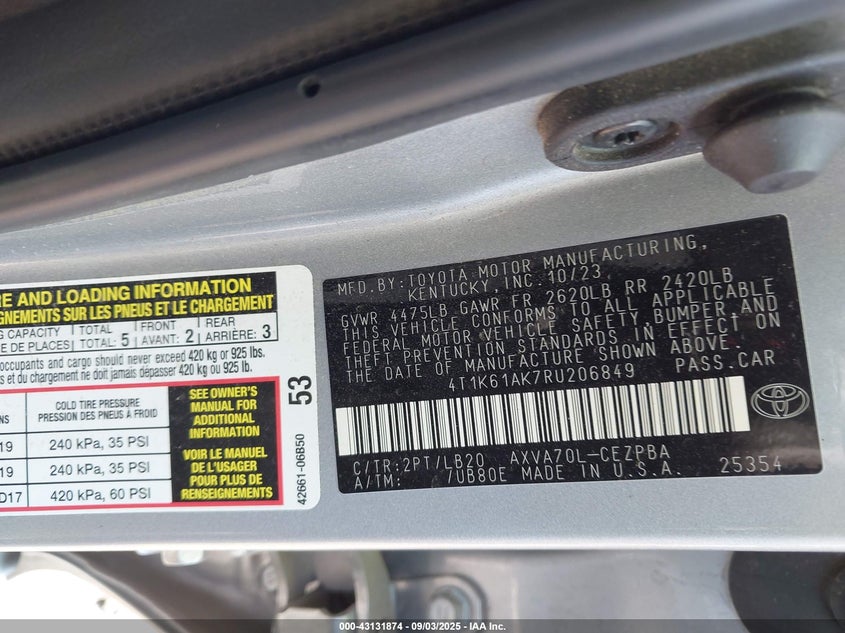 RE AND LOADING INFORMATION
GNEMENTS SUR LES PNEUS ET LE CHARGEMENT
CAPACITY TOTAL 5 FRONT 2 REAR 3
E DE PLACES TOTAL: AVANT: ARRIÈRE:
occupants and cargo should never exceed 420 kg or 925 lbs.
ts et chargement ne doit jamais dépasser 420 kg ou 925 lb.
COLD TIRE PRESSURE
PRESSION DES PNEUS À FROID
19 240 kPa, 35 PSI
19 240 kPa, 35 PSI
D17 420 kPa, 60 PSI
SEE OWNER'S
MANUAL FOR
ADDITIONAL
INFORMATION
VOIR LE MANUEL
DE L'USAGER
POUR PLUS DE
RENSEIGNEMENTS
53
42661-06B50
MFD.BY:TOYOTA MOTOR MANUFACTURING,
KENTUCKY,INC.10/23
GVWR 4475LB GAWR FR 2620LB RR 2420LB
THIS VEHICLE CONFORMS TO ALL APPLICABLE
FEDERAL MOTOR VEHICLE SAFETY,BUMPER,AND
THEFT PREVENTION STANDARDS IN EFFECT ON
THE DATE OF MANUFACTURE SHOWN ABOVE.
4T1K61AK7RU206849 PASS.CAR
C/TR:2PT/LB20 AXVA70L-CEZPBA
A/TM: /UB80E MADE IN U.S.A. 25354
000-43131874 - 09/03/2025 - IAA Inc.